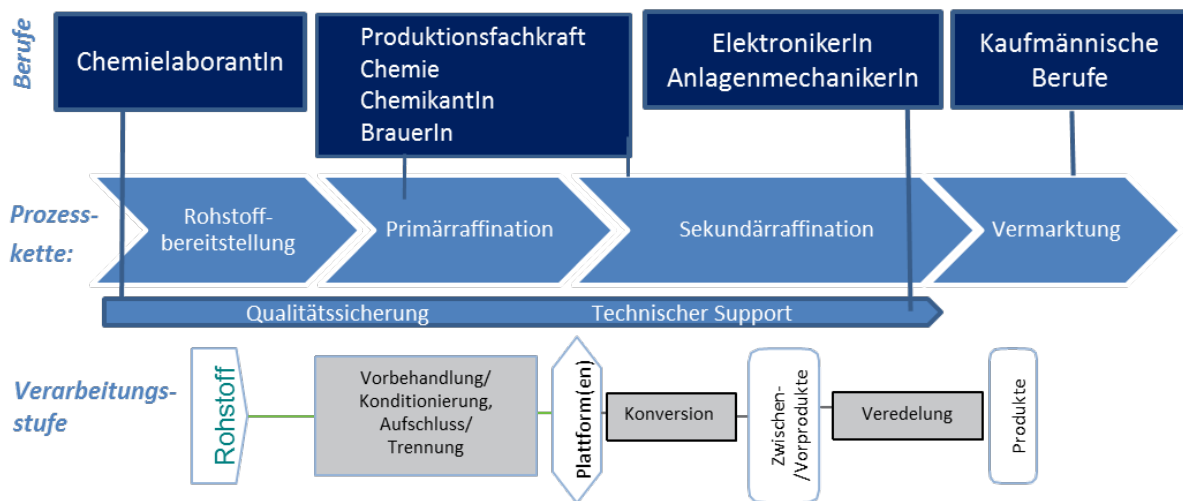 Berufe
ChemielaborantIn
Produktionsfachkraft
Chemie
ChemikantIn
BrauerIn
ElektronikerIn
AnlagenmechanikerIn
Kaufmännische
Berufe
Prozess-
kette:
Rohstoff-
bereitstellung
Primärraffination
Sekundärraffination
Vermarktung
Qualitätssicherung
Technischer Support
Verarbeitungs-
stufe
Rohstoff
Vorbehandlung/
Konditionierung,
Aufschluss/
Trennung
Plattform(en)
Konversion
Zwischen-
/Vorprodukte
Veredelung
Produkte